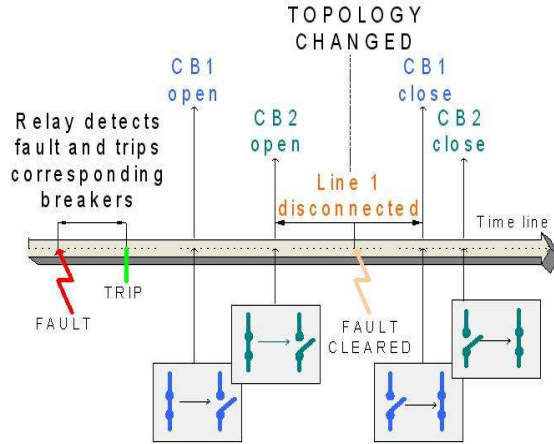 TOPOLOGY
CHANGED
CB1
open
CB1
close
CB2
open
CB2
close
Relay detects
fault and trips
corresponding
breakers
Line 1
disconnected
Time line
TRIP
FAULT
FAULT
CLEARED